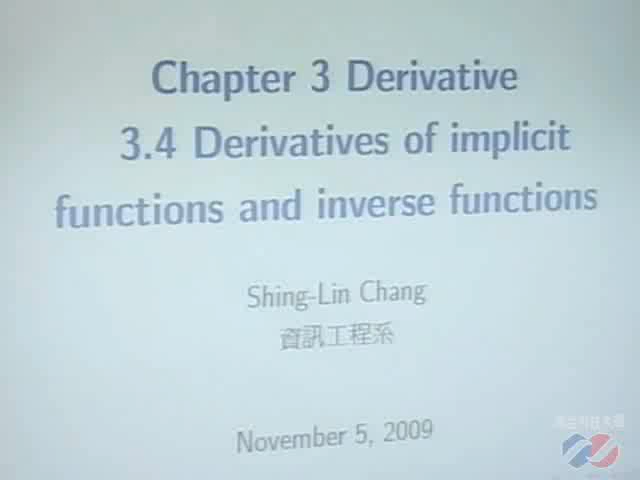 Chapter 3 Derivative
3.4 Derivatives of implicit
functions and inverse functions
Shing-Lin Chang
資訊工程系
November 5, 2009